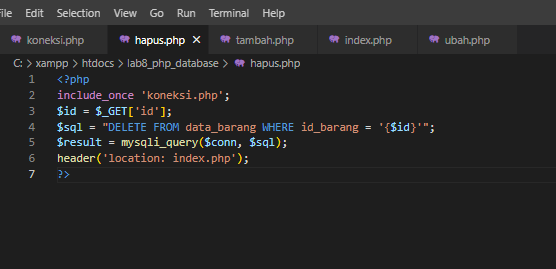 File Edit Selection View Go Run Terminal Help
koneksi.php hapus.php × tambah.php index.php ubah.php
C: > xampp > htdocs > lab8_php_database > hapus.php
1 <?php
2 include_once 'koneksi.php';
3 $id = $_GET['id'];
4 $sql = "DELETE FROM data_barang WHERE id_barang = '{$id}'";
5 $result = mysqli_query($conn, $sql);
6 header('location: index.php');
7 ?>